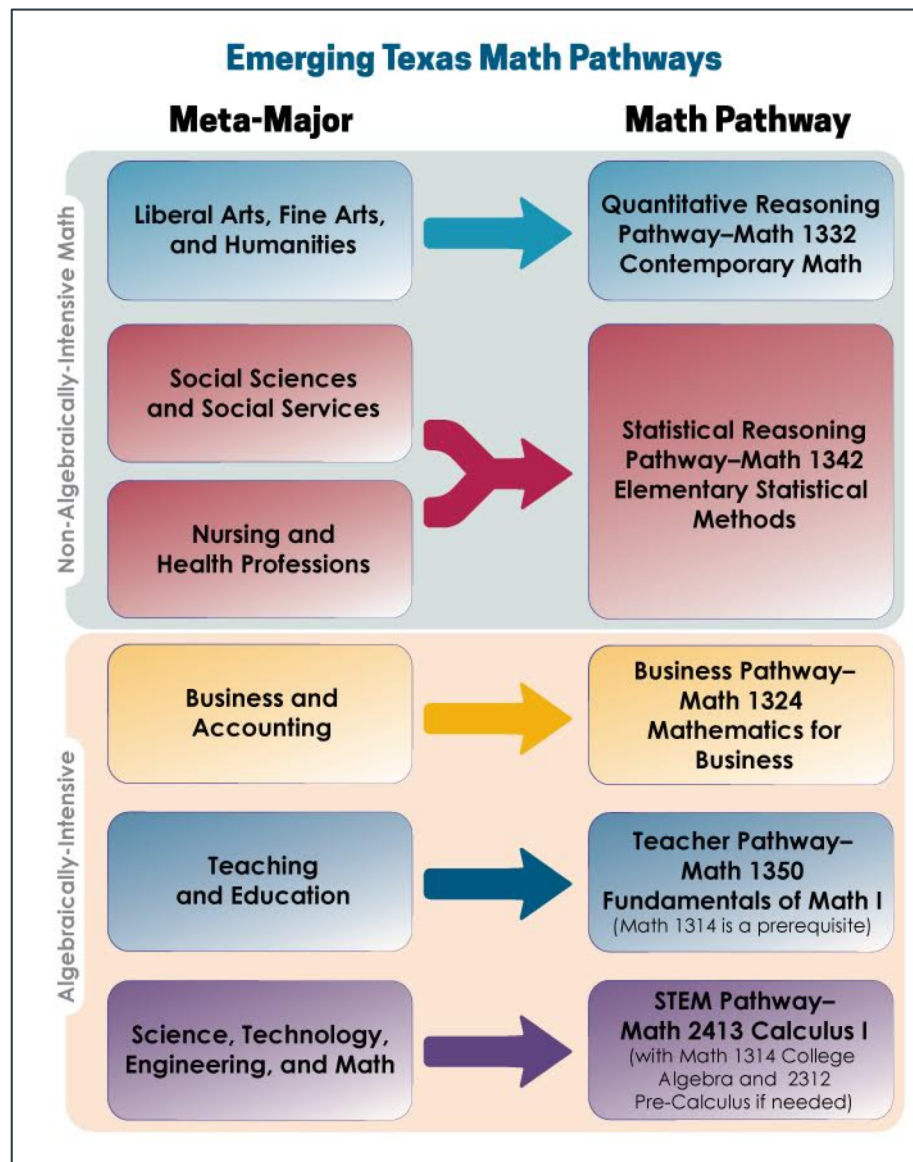 Emerging Texas Math Pathways
Meta-Major
Math Pathway
Non-Algebraically-Intensive Math
Liberal Arts, Fine Arts,
and Humanities
Quantitative Reasoning
Pathway–Math 1332
Contemporary Math
Social Sciences
and Social Services
Nursing and
Health Professions
Statistical Reasoning
Pathway–Math 1342
Elementary Statistical
Methods
Algebraically-Intensive
Business and
Accounting
Business Pathway–
Math 1324
Mathematics for
Business
Teaching
and Education
Teacher Pathway–
Math 1350
Fundamentals of Math I
(Math 1314 is a prerequisite)
Science, Technology,
Engineering, and Math
STEM Pathway–
Math 2413 Calculus I
(with Math 1314 College
Algebra and 2312
Pre-Calculus if needed)